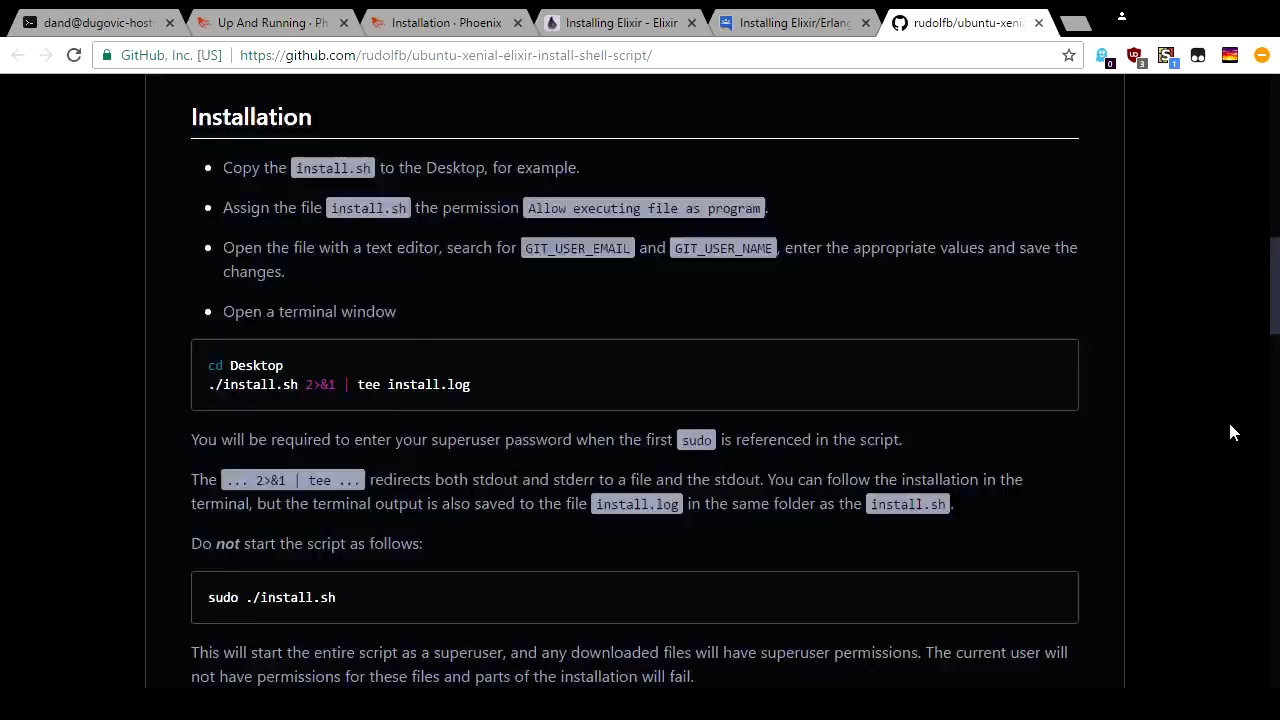 dand@dugovic-host
Up And Running · Ph
Installation · Phoenix
Installing Elixir - Elixir
Installing Elixir/Erlang
rudolfb/ubuntu-xenia
GitHub, Inc. [US]
https://github.com/rudolfb/ubuntu-xenial-elixir-install-shell-script/
0
3
1
Installation
Copy the install.sh to the Desktop, for example.
Assign the file install.sh the permission Allow executing file as program.
Open the file with a text editor, search for GIT_USER_EMAIL and GIT_USER_NAME, enter the appropriate values and save the
changes.
Open a terminal window
cd Desktop
./install.sh 2>&1 | tee install.log
You will be required to enter your superuser password when the first sudo is referenced in the script.
The ... 2>&1 | tee ... redirects both stdout and stderr to a file and the stdout. You can follow the installation in the
terminal, but the terminal output is also saved to the file install.log in the same folder as the install.sh.
Do not start the script as follows:
sudo ./install.sh
This will start the entire script as a superuser, and any downloaded files will have superuser permissions. The current user will
not have permissions for these files and parts of the installation will fail.